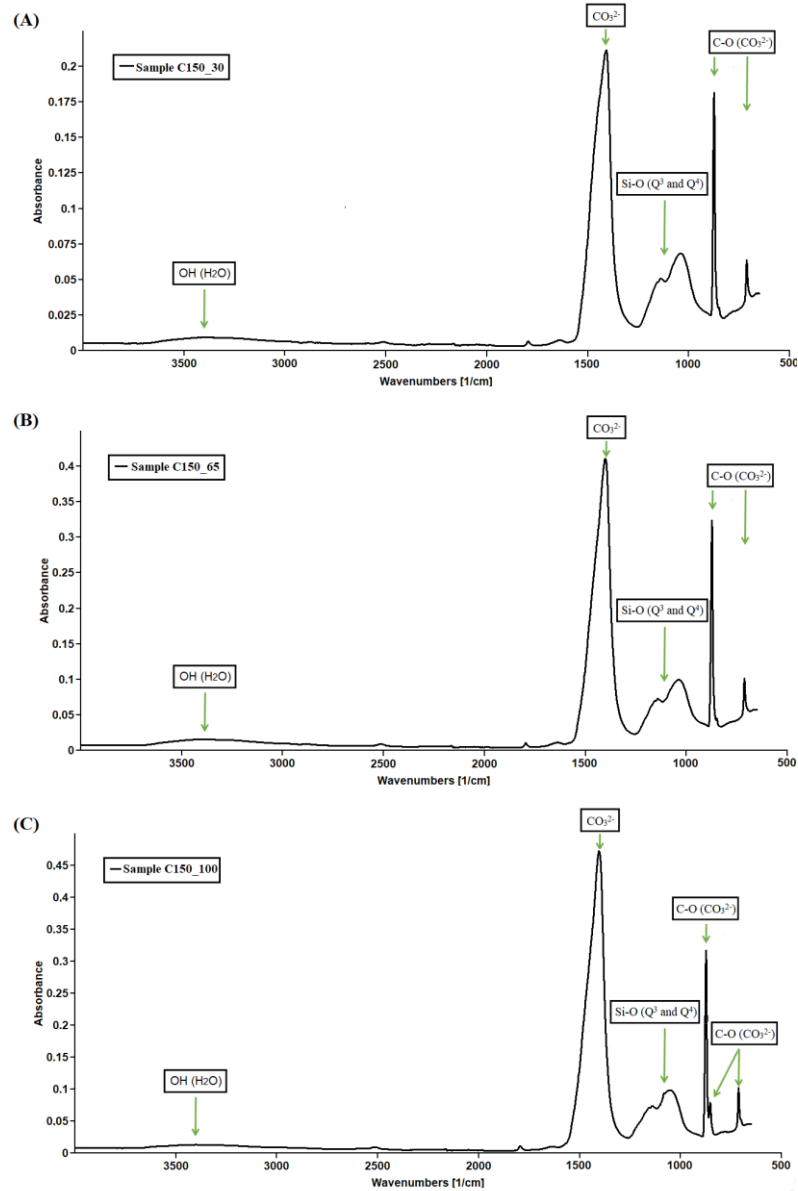 (A)
CO₃²⁻
C-O (CO₃²⁻)
Sample C150_30
Si-O (Q³ and Q⁴)
OH (H2O)
Absorbance
0.2
0.175
0.15
0.125
0.1
0.075
0.05
0.025
0
3500 3000 2500 2000 1500 1000 500
Wavenumbers [1/cm]
(B)
CO₃²⁻
C-O (CO₃²⁻)
Sample C150_65
Si-O (Q³ and Q⁴)
OH (H2O)
Absorbance
0.4
0.35
0.3
0.25
0.2
0.15
0.1
0.05
0
3500 3000 2500 2000 1500 1000 500
Wavenumbers [1/cm]
(C)
CO₃²⁻
Sample C150_100
C-O (CO₃²⁻)
Si-O (Q³ and Q⁴)
C-O (CO₃²⁻)
OH (H2O)
Absorbance
0.45
0.4
0.35
0.3
0.25
0.2
0.15
0.1
0.05
0
3500 3000 2500 2000 1500 1000 500
Wavenumbers [1/cm]